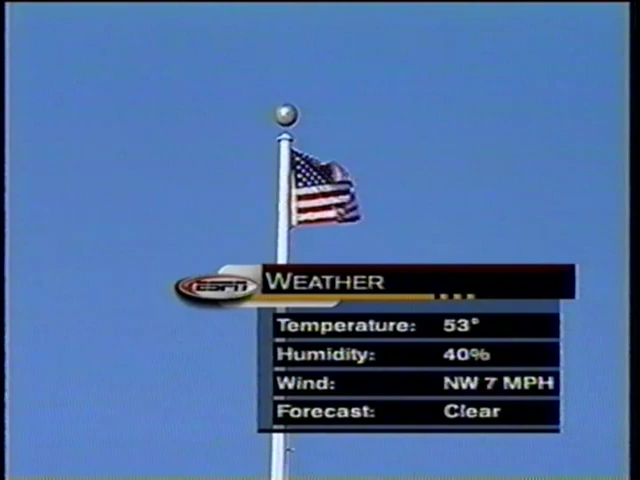 ESPN
WEATHER
Temperature: 53°
Humidity: 40%
Wind: NW 7 MPH
Forecast: Clear